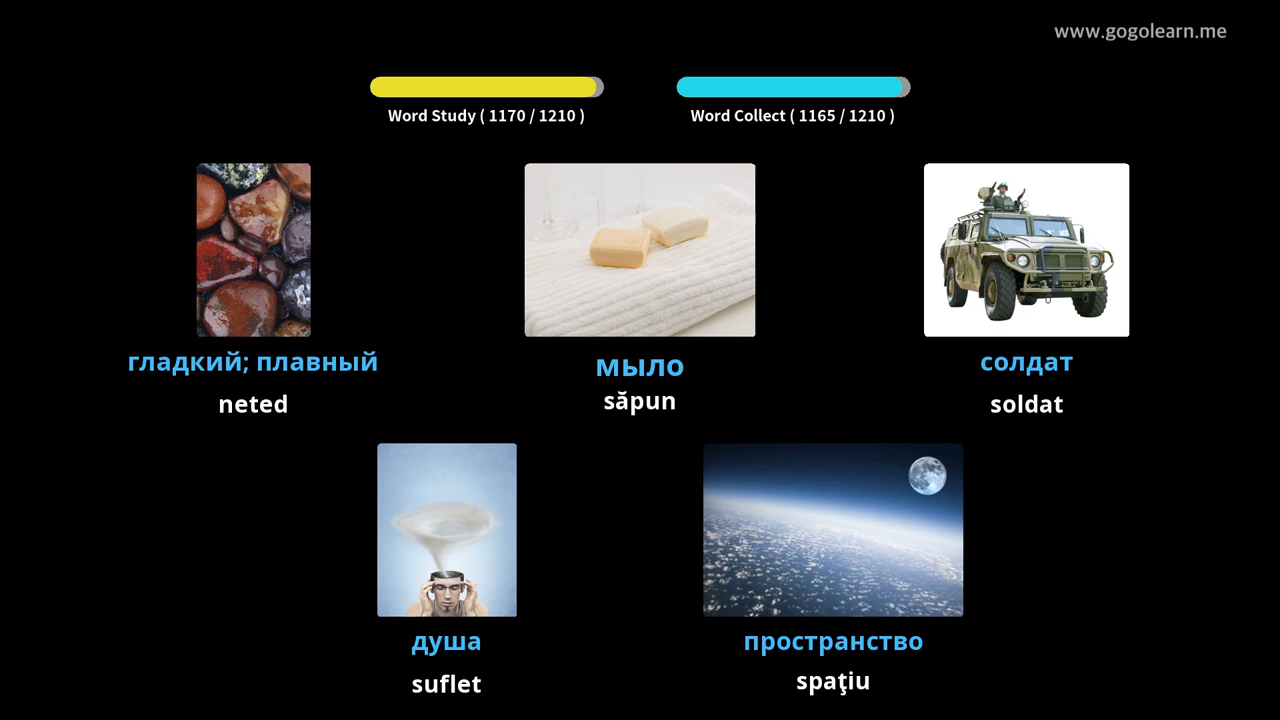 www.gogolearn.me
Word Study ( 1170 / 1210 )
Word Collect ( 1165 / 1210 )
гладкий; плавный
neted
мыло
săpun
солдат
soldat
душа
suflet
пространство
spaţiu